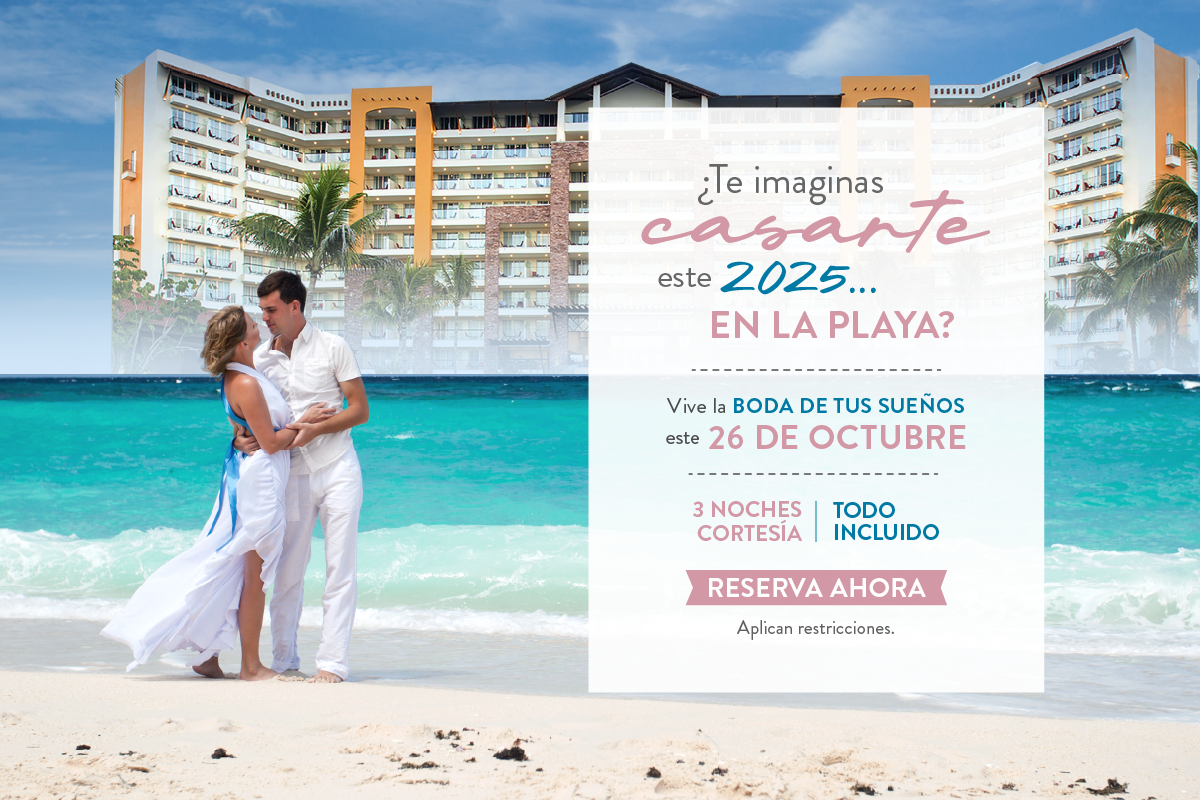 ¿Te imaginas
casarte
este 2025...
EN LA PLAYA?
Vive la BODA DE TUS SUEÑOS
este 26 DE OCTUBRE
3 NOCHES
CORTESÍA
TODO
INCLUIDO
RESERVA AHORA
Aplican restricciones.